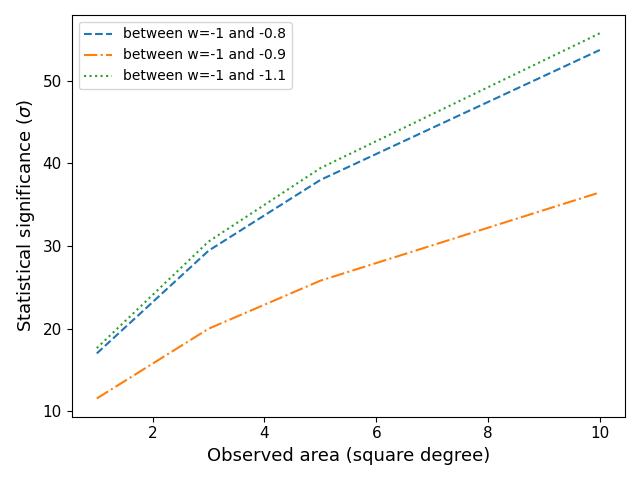 between w=-1 and -0.8
between w=-1 and -0.9
between w=-1 and -1.1
Statistical significance (σ)
50
40
30
20
10
2 4 6 8 10
Observed area (square degree)